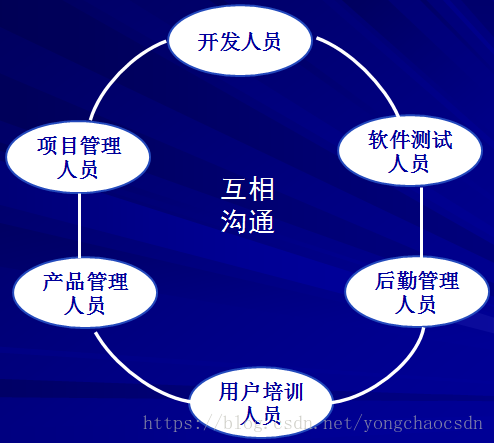 开发人员
项目管理
人员
软件测试
人员
互相
沟通
产品管理
人员
后勤管理
人员
用户培训
人员
https://blog.csdn.net/yongchaocsdn